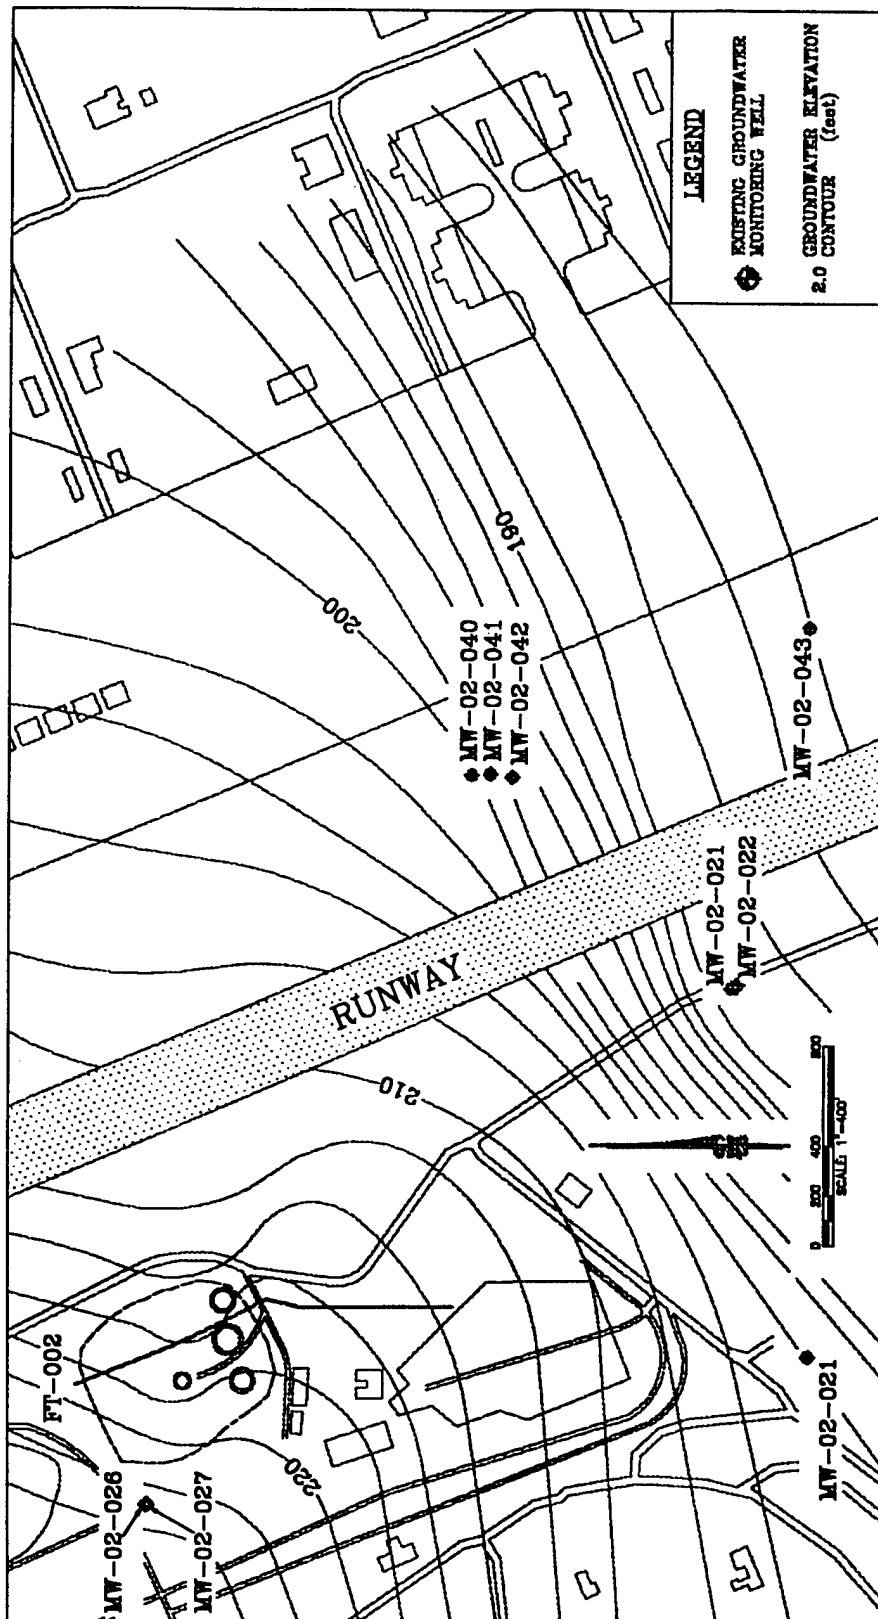 LEGEND
EXISTING GROUNDWATER
MONITORING WELL
2.0 GROUNDWATER ELEVATION
CONTOUR (feet)
190
200
MW-02-040
MW-02-041
MW-02-042
MW-02-043
RUNWAY
MW-02-021
MW-02-022
210
0 200 400 800
SCALE: 1"=400'
FT-002
220
MW-02-026
MW-02-027
MW-02-021